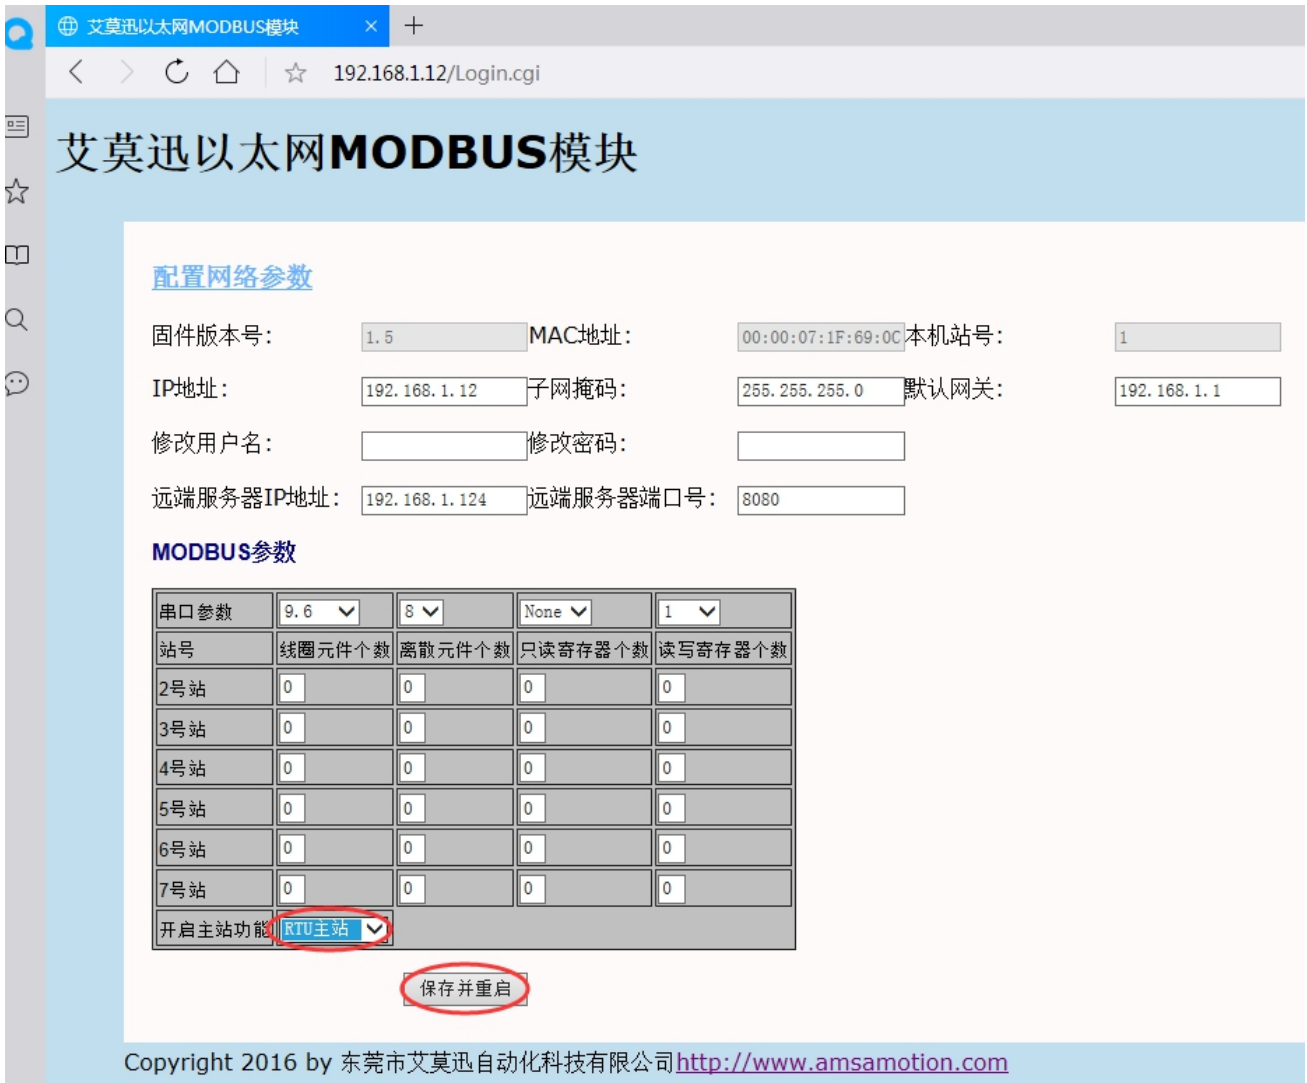 艾莫迅以太网MODBUS模块
192.168.1.12/Login.cgi
艾莫迅以太网MODBUS模块
配置网络参数
固件版本号： 1.5 MAC地址： 00:00:07:1F:69:0C 本机站号： 1
IP地址： 192.168.1.12 子网掩码： 255.255.255.0 默认网关： 192.168.1.1
修改用户名： 修改密码：
远端服务器IP地址： 192.168.1.124 远端服务器端口号： 8080
MODBUS参数
串口参数 9.6 8 None 1
站号 线圈元件个数 离散元件个数 只读寄存器个数 读写寄存器个数
2号站 0 0 0 0
3号站 0 0 0 0
4号站 0 0 0 0
5号站 0 0 0 0
6号站 0 0 0 0
7号站 0 0 0 0
开启主站功能 RTU主站
保存并重启
Copyright 2016 by 东莞市艾莫迅自动化科技有限公司http://www.amsamotion.com